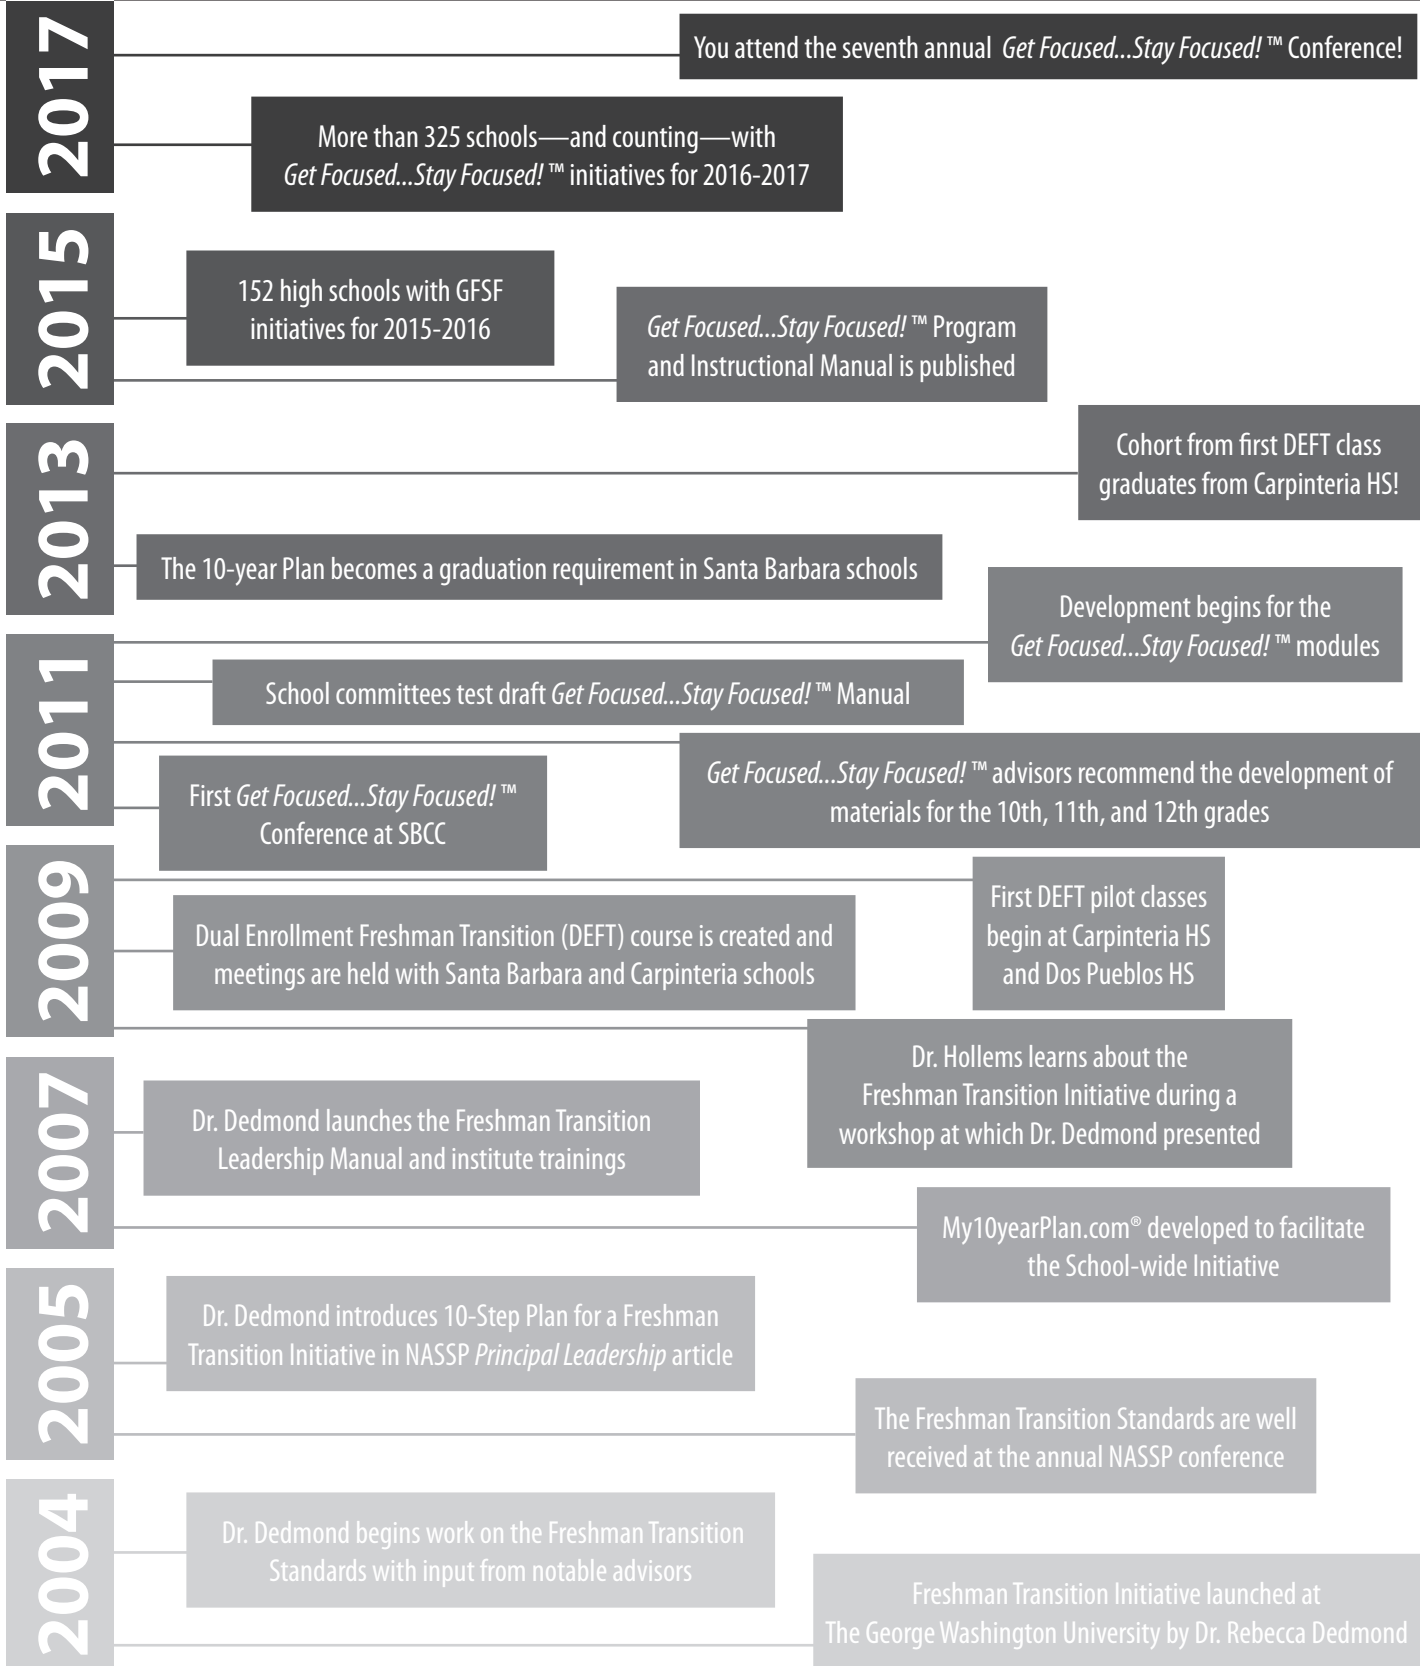 2017
You attend the seventh annual Get Focused...Stay Focused! ™ Conference!
More than 325 schools—and counting—with
Get Focused...Stay Focused! ™ initiatives for 2016-2017
2015
152 high schools with GFSF
initiatives for 2015-2016
Get Focused...Stay Focused! ™ Program
and Instructional Manual is published
2013
Cohort from first DEFT class
graduates from Carpinteria HS!
The 10-year Plan becomes a graduation requirement in Santa Barbara schools
2011
Development begins for the
Get Focused...Stay Focused! ™ modules
School committees test draft Get Focused...Stay Focused! ™ Manual
Get Focused...Stay Focused! ™ advisors recommend the development of
materials for the 10th, 11th, and 12th grades
First Get Focused...Stay Focused! ™
Conference at SBCC
2009
First DEFT pilot classes
begin at Carpinteria HS
and Dos Pueblos HS
Dual Enrollment Freshman Transition (DEFT) course is created and
meetings are held with Santa Barbara and Carpinteria schools
Dr. Hollems learns about the
Freshman Transition Initiative during a
workshop at which Dr. Dedmond presented
2007
Dr. Dedmond launches the Freshman Transition
Leadership Manual and institute trainings
My10yearPlan.com® developed to facilitate
the School-wide Initiative
2005
Dr. Dedmond introduces 10-Step Plan for a Freshman
Transition Initiative in NASSP Principal Leadership article
The Freshman Transition Standards are well
received at the annual NASSP conference
2004
Dr. Dedmond begins work on the Freshman Transition
Standards with input from notable advisors
Freshman Transition Initiative launched at
The George Washington University by Dr. Rebecca Dedmond